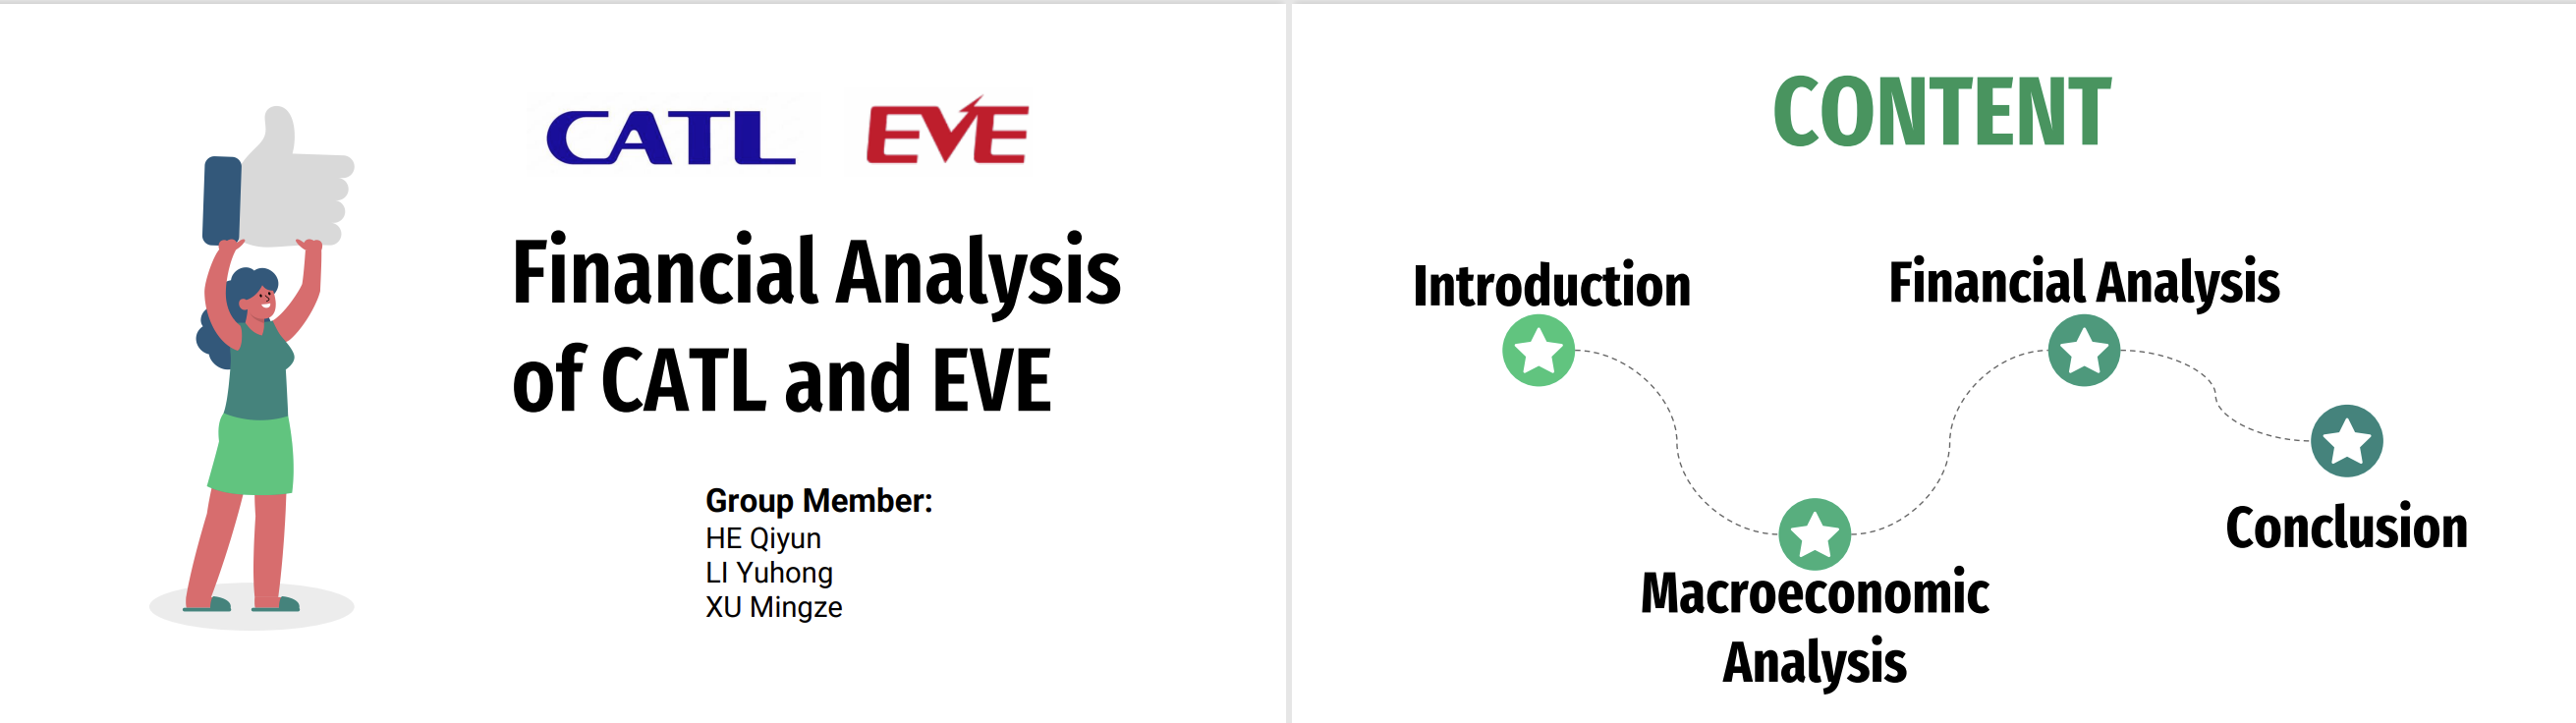 CATL EVE
Financial Analysis
of CATL and EVE
Group Member:
HE Qiyun
LI Yuhong
XU Mingze
CONTENT
Introduction
Financial Analysis
Conclusion
Macroeconomic
Analysis